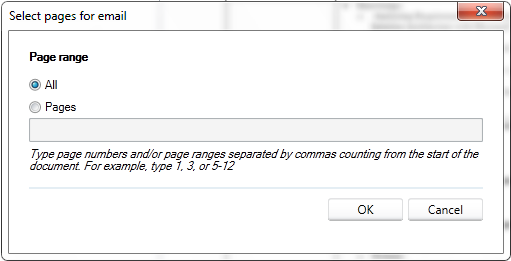 Select pages for email
Page range
All
Pages
Type page numbers and/or page ranges separated by commas counting from the start of the
document. For example, type 1, 3, or 5-12
OK
Cancel